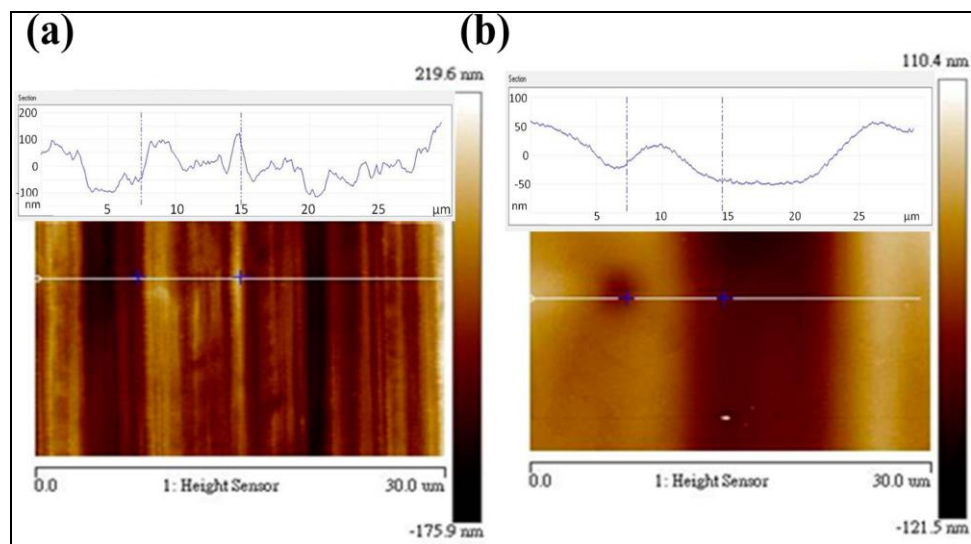 (a)
219.6 nm
Section
200
100
0
-100
nm
5
10
15
20
25
µm
0.0
1: Height Sensor
30.0 um
-175.9 nm
(b)
110.4 nm
Section
100
50
0
-50
nm
5
10
15
20
25
µm
0.0
1: Height Sensor
30.0 um
-121.5 nm